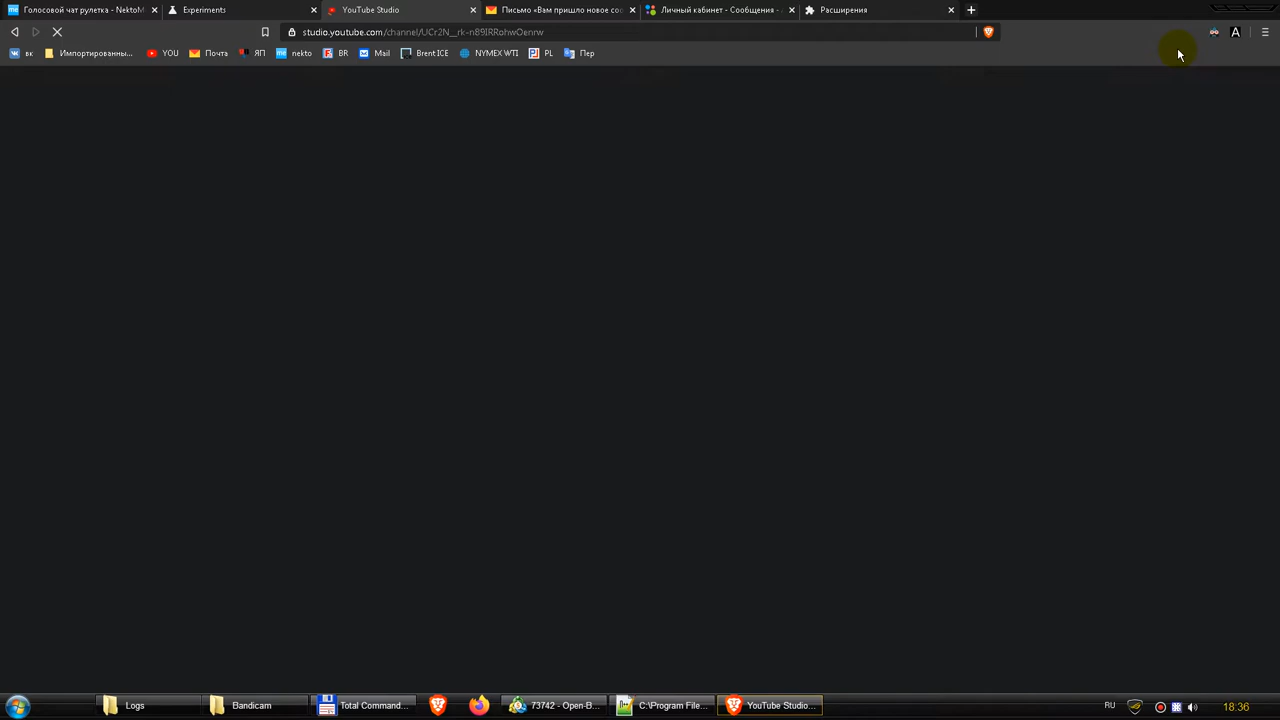 Голосовой чат рулетка - NektoM
Experiments
YouTube Studio
Письмо «Вам пришло новое соо
Личный кабинет - Сообщения -
Расширения
studio.youtube.com/channel/UCr2N__rk-n89IRRohwOenrw
вк
Импортированны...
YOU
Почта
ЯП
nekto
BR
Mail
Brent ICE
NYMEX WTI
PL
Пер
Logs
Bandicam
Total Command...
73742 - Open E...
C:\Program File...
YouTube Studio...
RU
18:36